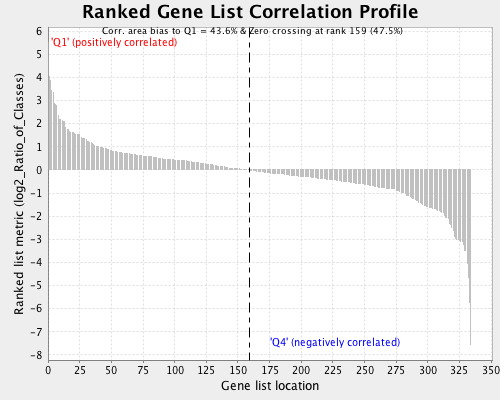 Ranked Gene List Correlation Profile
Corr. area bias to Q1 = 43.6% & Zero crossing at rank 159 (47.5%)
'Q1' (positively correlated)
6
5
4
3
2
1
0
-1
-2
-3
-4
-5
-6
-7
-8
Ranked list metric (log2_Ratio_of_Classes)
'Q4' (negatively correlated)
0 25 50 75 100 125 150 175 200 225 250 275 300 325 350
Gene list location